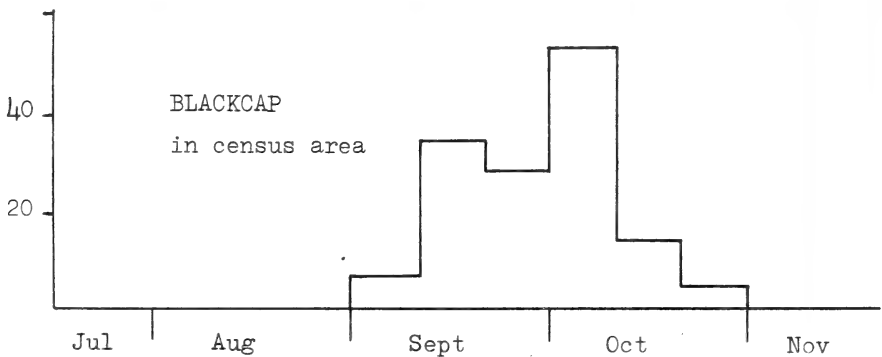 BLACKCAP
40
in census area
20
Jul Aug Sept Oct Nov